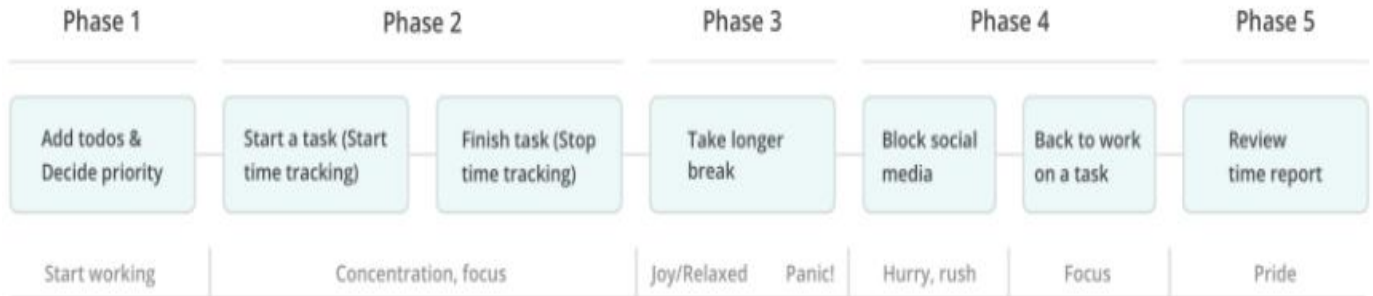 Phase 1
Phase 2
Phase 3
Phase 4
Phase 5
Add todos &
Decide priority
Start a task (Start
time tracking)
Finish task (Stop
time tracking)
Take longer
break
Block social
media
Back to work
on a task
Review
time report
Start working
Concentration, focus
Joy/Relaxed
Panic!
Hurry, rush
Focus
Pride